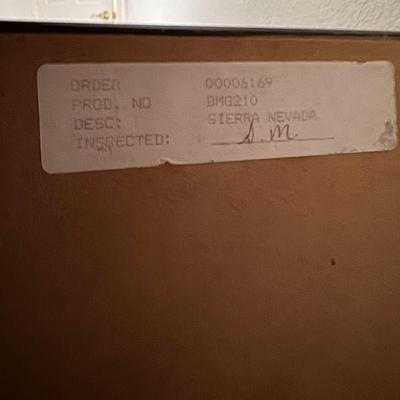 ORDER 00006169
PROD. NO BMG210
DESC: SIERRA NEVADA
INSPECTED: S.M.